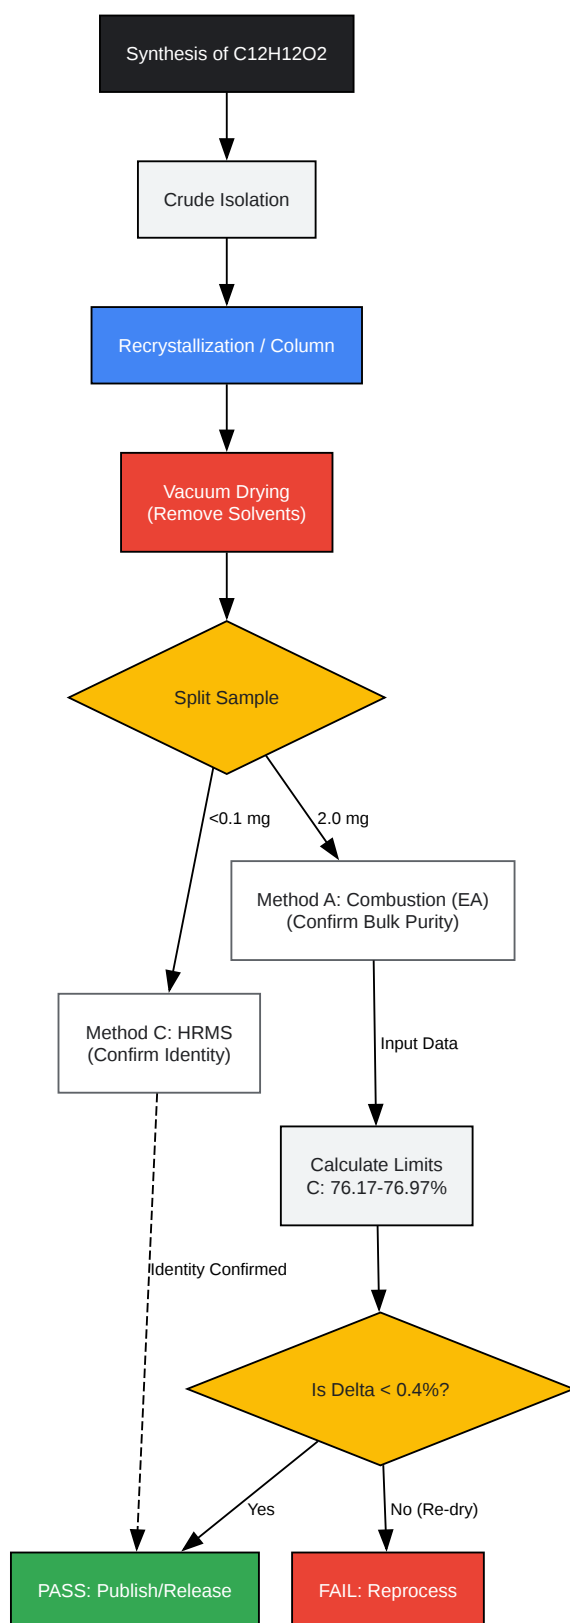 Synthesis of C12H12O2
Crude Isolation
Recrystallization / Column
Vacuum Drying
(Remove Solvents)
Split Sample
<0.1 mg
2.0 mg
Method A: Combustion (EA)
(Confirm Bulk Purity)
Method C: HRMS
(Confirm Identity)
Input Data
Calculate Limits
C: 76.17-76.97%
Identity Confirmed
Is Delta < 0.4%?
Yes
No (Re-dry)
PASS: Publish/Release
FAIL: Reprocess